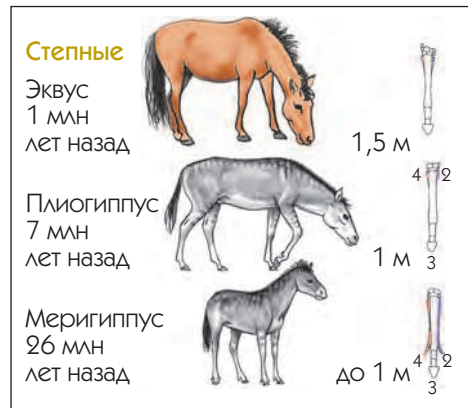 Степные
Эквус
1 млн
лет назад
1,5 м
Плиогиппус
7 млн
лет назад
4 2
1 м
3
Меригиппус
26 млн
лет назад
до 1 м
4 2
3